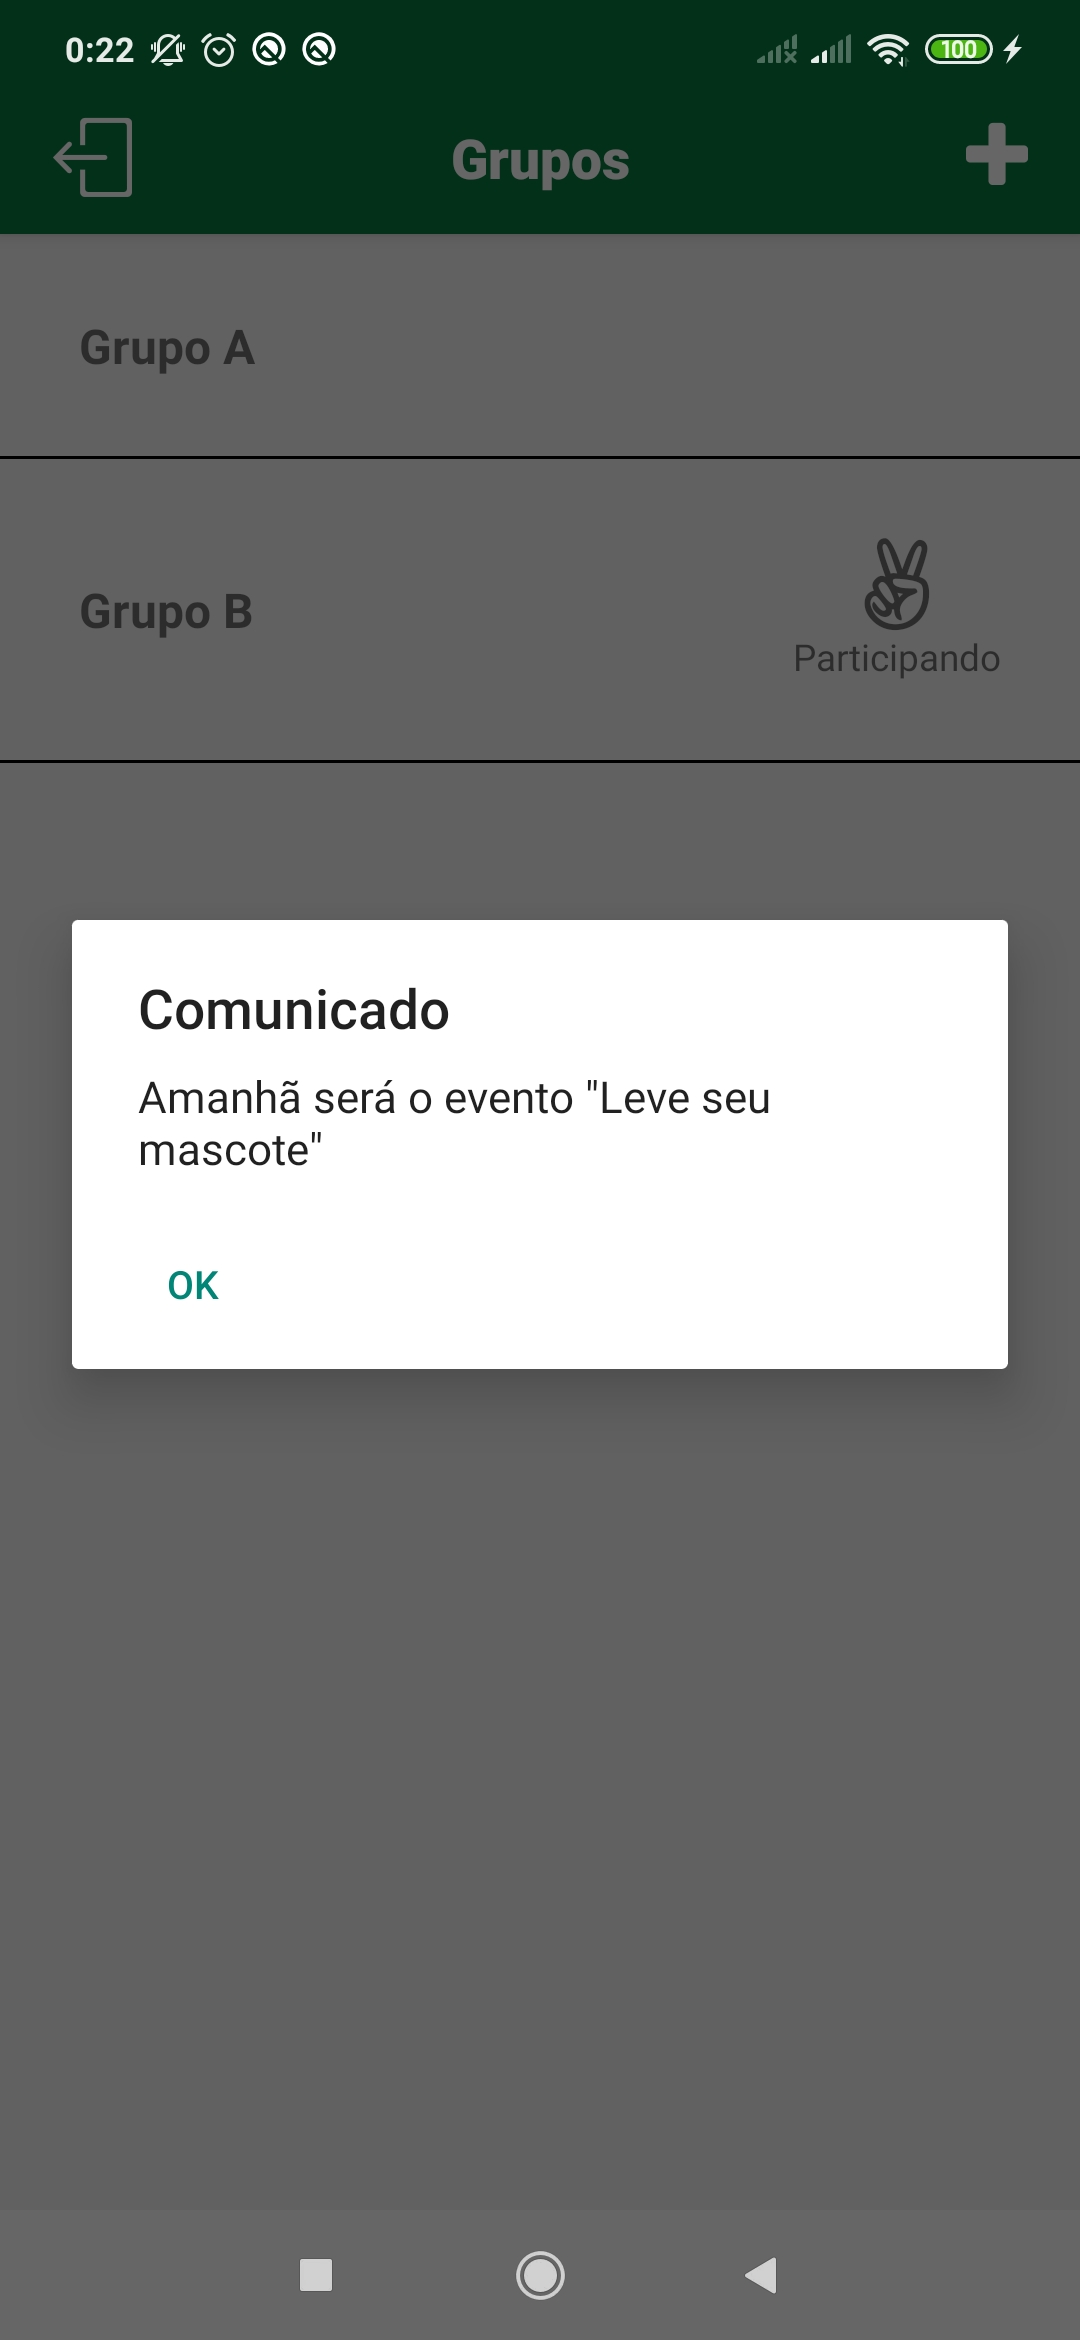 0:22
100
Grupos
Grupo A
Grupo B
Participando
Comunicado
Amanhã será o evento "Leve seu
mascote"
OK